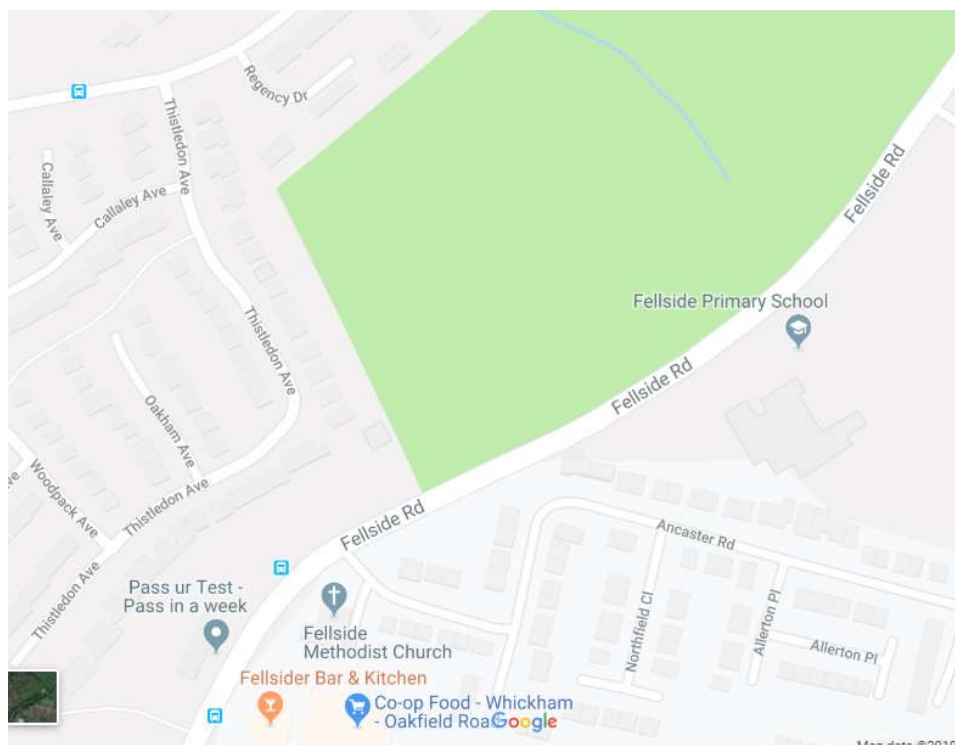 Regency Dr
Thistledon Ave
Callaley Ave
Callaley Ave
Fellside Rd
Fellside Primary School
Thistledon Ave
Fellside Rd
Oakham Ave
Woodpack Ave
Thistledon Ave
Fellside Rd
Ancaster Rd
Thistledon Ave
Pass ur Test -
Pass in a week
Fellside
Methodist Church
Northfield Cl
Allerton Pl
Allerton Pl
Fellsider Bar & Kitchen
Co-op Food - Whickham
- Oakfield Road
Google